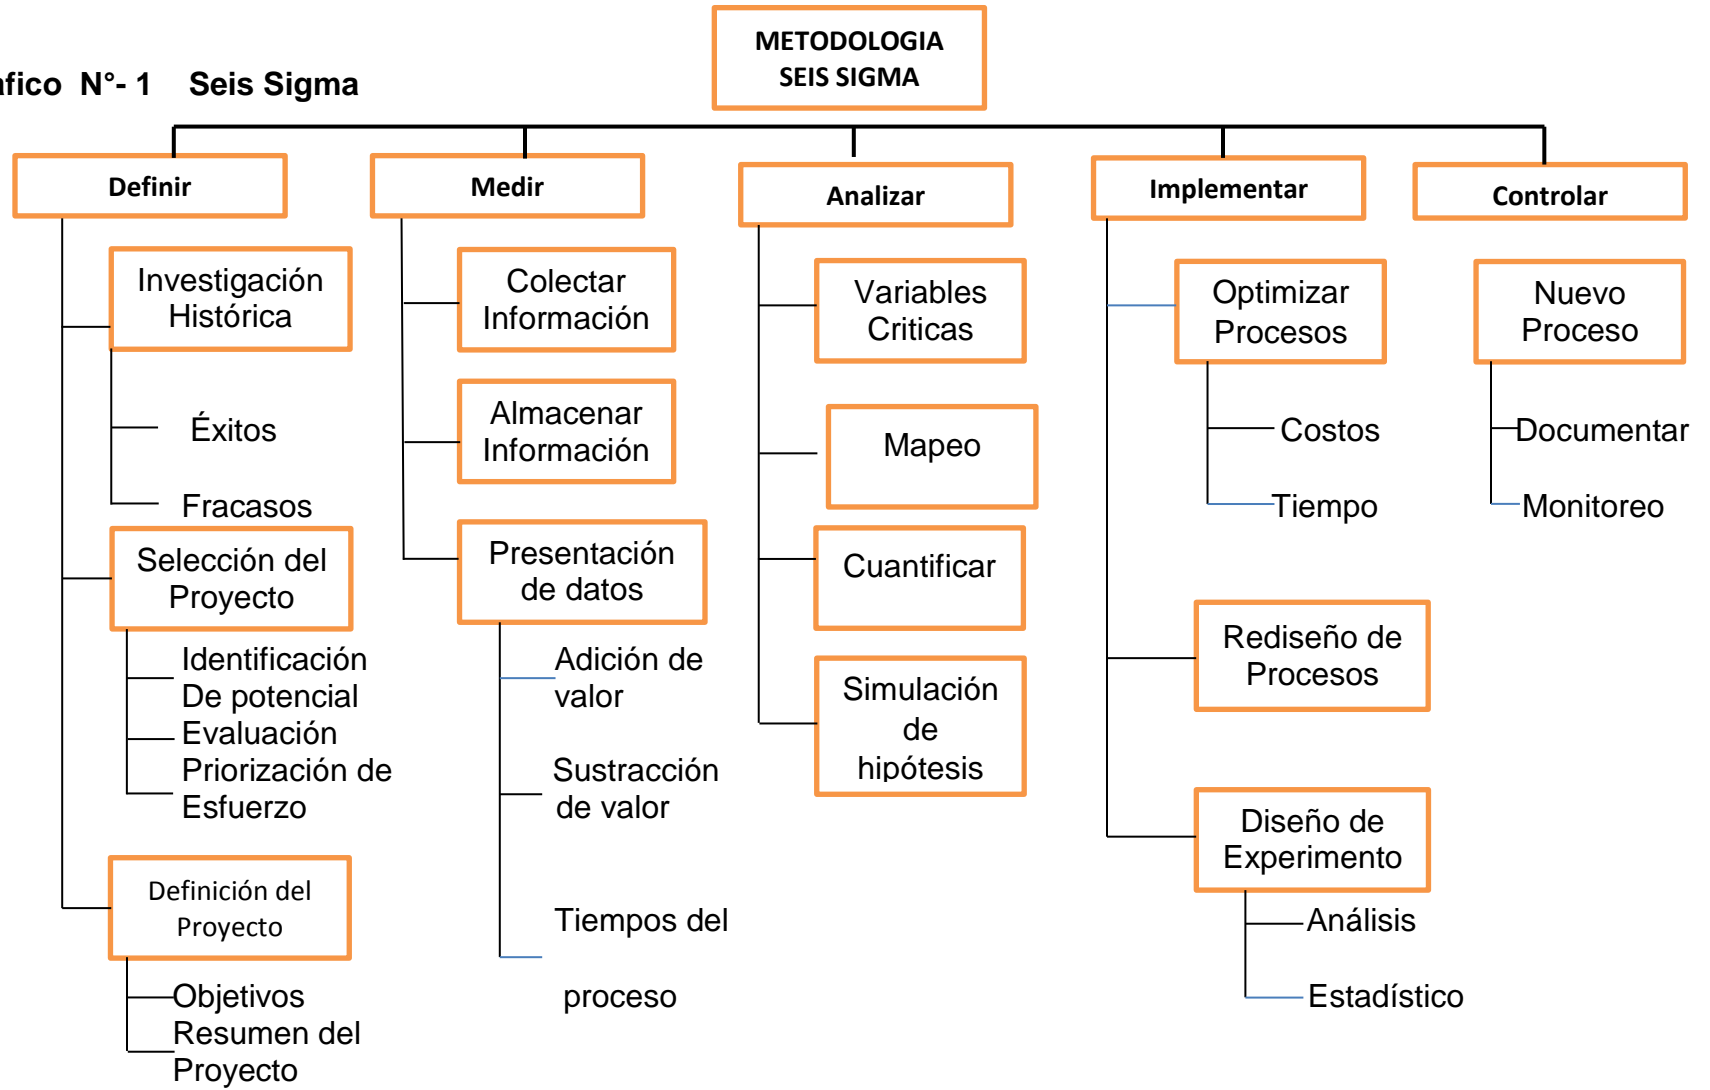 METODOLOGIA
SEIS SIGMA
afico N°- 1 Seis Sigma
Definir
Investigación
Histórica
Éxitos
Fracasos
Selección del
Proyecto
Identificación
De potencial
Evaluación
Priorización de
Esfuerzo
Definición del
Proyecto
Objetivos
Resumen del
Proyecto
Medir
Colectar
Información
Almacenar
Información
Presentación
de datos
Adición de
valor
Sustracción
de valor
Tiempos del
proceso
Analizar
Variables
Criticas
Mapeo
Cuantificar
Simulación
de
hipótesis
Implementar
Optimizar
Procesos
Costos
Tiempo
Rediseño de
Procesos
Diseño de
Experimento
Análisis
Estadístico
Controlar
Nuevo
Proceso
Documentar
Monitoreo